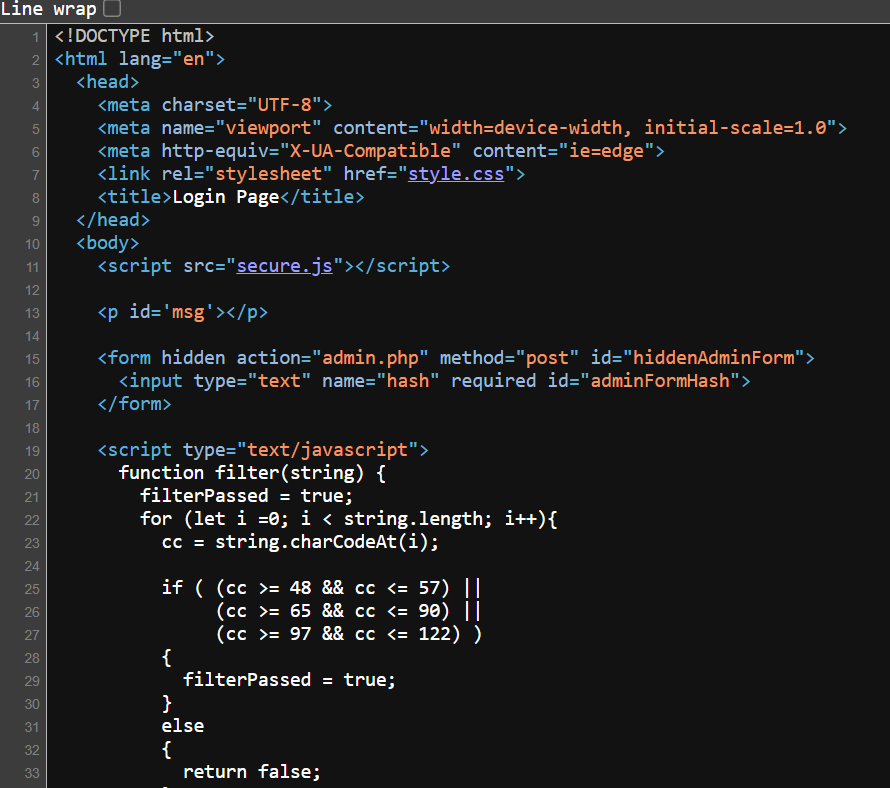 Line wrap
1 <!DOCTYPE html>
2 <html lang="en">
3   <head>
4     <meta charset="UTF-8">
5     <meta name="viewport" content="width=device-width, initial-scale=1.0">
6     <meta http-equiv="X-UA-Compatible" content="ie=edge">
7     <link rel="stylesheet" href="style.css">
8     <title>Login Page</title>
9   </head>
10   <body>
11     <script src="secure.js"></script>
12
13     <p id='msg'></p>
14
15     <form hidden action="admin.php" method="post" id="hiddenAdminForm">
16       <input type="text" name="hash" required id="adminFormHash">
17     </form>
18
19     <script type="text/javascript">
20       function filter(string) {
21         filterPassed = true;
22         for (let i =0; i < string.length; i++){
23           cc = string.charCodeAt(i);
24
25           if ( (cc >= 48 && cc <= 57) ||
26                (cc >= 65 && cc <= 90) ||
27                (cc >= 97 && cc <= 122) )
28           {
29             filterPassed = true;
30           }
31           else
32           {
33             return false;